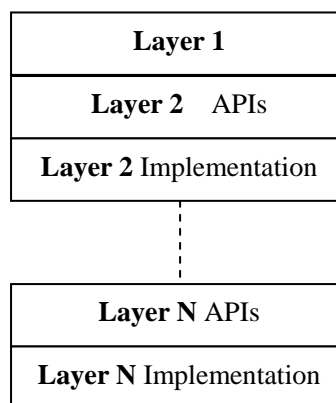 Layer 1
Layer 2 APIs
Layer 2 Implementation
Layer N APIs
Layer N Implementation